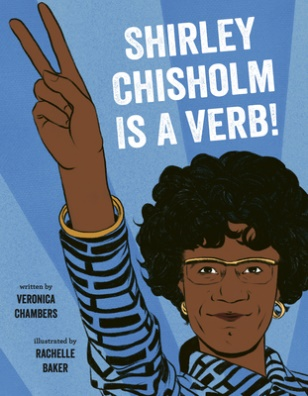 SHIRLEY
CHISHOLM
IS A VERB!
written by
VERONICA
CHAMBERS
illustrated by
RACHELLE
BAKER